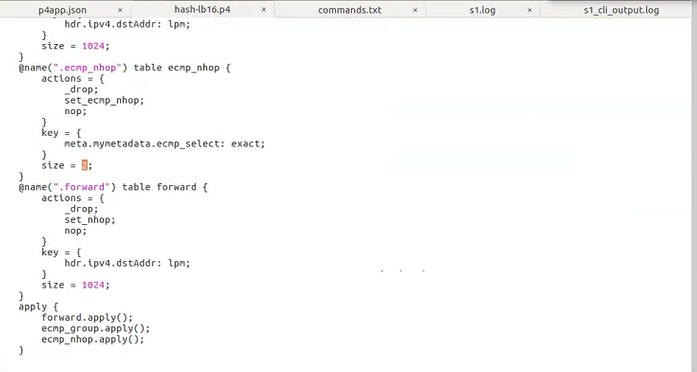 p4app.json × hash-lb16.p4 × commands.txt × s1.log × s1_cli_output.log
hdr.ipv4.dstAddr: lpm;
}
size = 1024;
}
@name(".ecmp_nhop") table ecmp_nhop {
actions = {
_drop;
set_ecmp_nhop;
nop;
}
key = {
meta.mymetadata.ecmp_select: exact;
}
size = 2;
}
@name(".forward") table forward {
actions = {
_drop;
set_nhop;
nop;
}
key = {
hdr.ipv4.dstAddr: lpm;
}
size = 1024;
}
apply {
forward.apply();
ecmp_group.apply();
ecmp_nhop.apply();
}